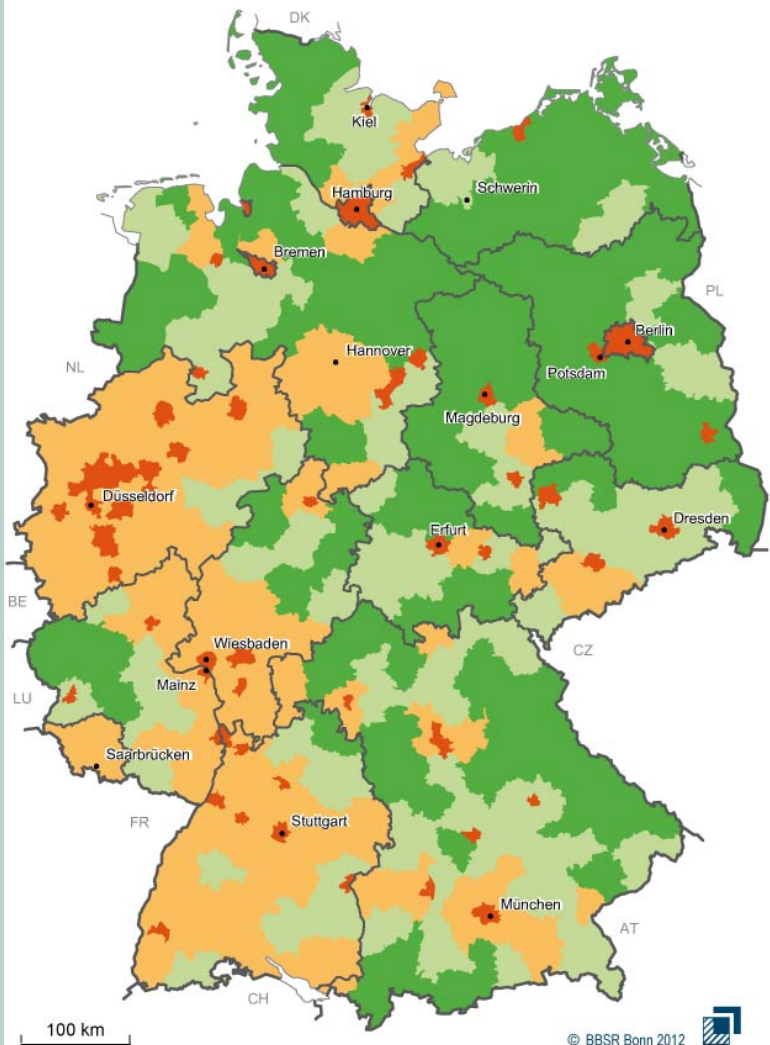 DK
Kiel
Schwerin
Hamburg
Bremen
PL
Berlin
Hannover
Potsdam
NL
Magdeburg
Düsseldorf
Dresden
Erfurt
BE
Wiesbaden
CZ
Mainz
LU
Saarbrücken
FR
Stuttgart
München
AT
CH
100 km
© BBSR Bonn 2012